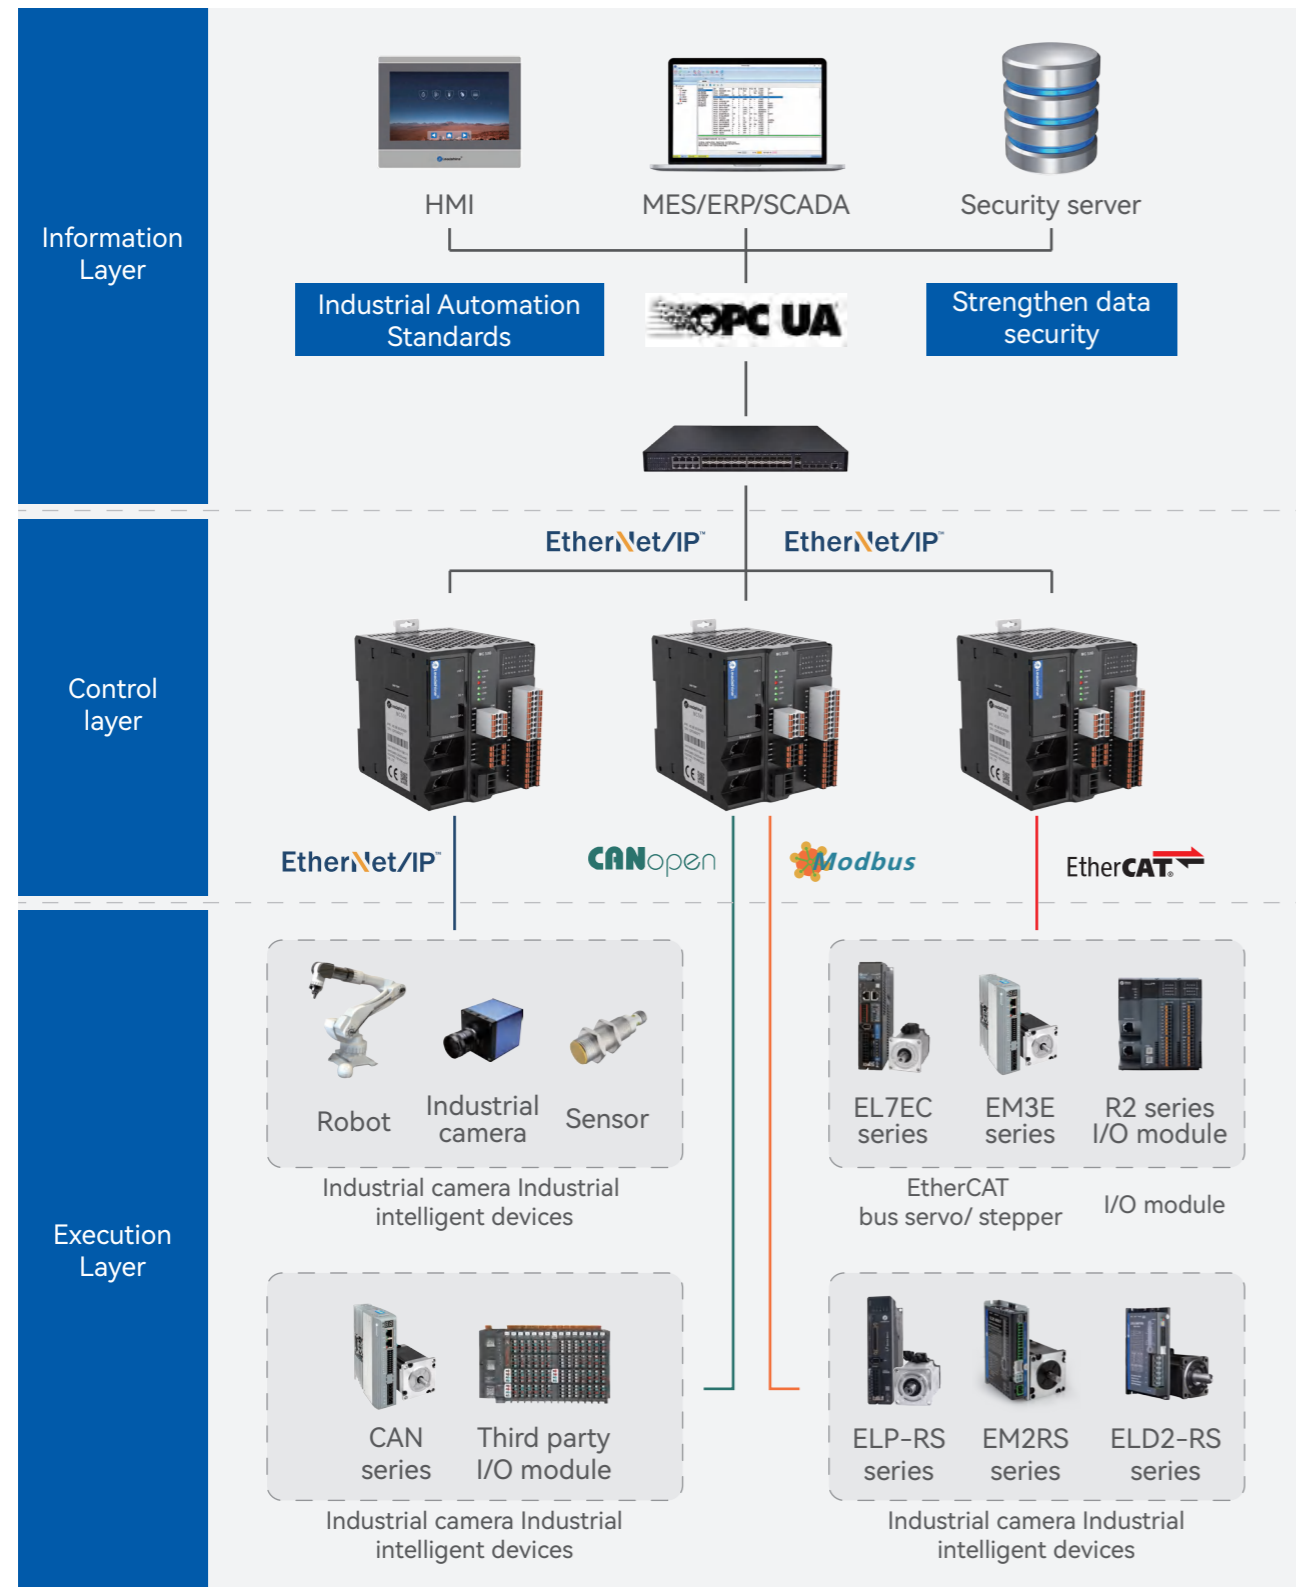 HMI
MES/ERP/SCADA
Security server
Information
Layer
Industrial Automation
Standards
OPC UA
Strengthen data
security
EtherNet/IP™
EtherNet/IP™
Control
layer
EtherNet/IP™
CANopen
Modbus
EtherCAT®
Robot
Industrial
camera
Sensor
EL7EC
series
EM3E
series
R2 series
I/O module
Industrial camera Industrial
intelligent devices
EtherCAT
bus servo/ stepper
I/O module
Execution
Layer
CAN
series
Third party
I/O module
ELP-RS
series
EM2RS
series
ELD2-RS
series
Industrial camera Industrial
intelligent devices
Industrial camera Industrial
intelligent devices